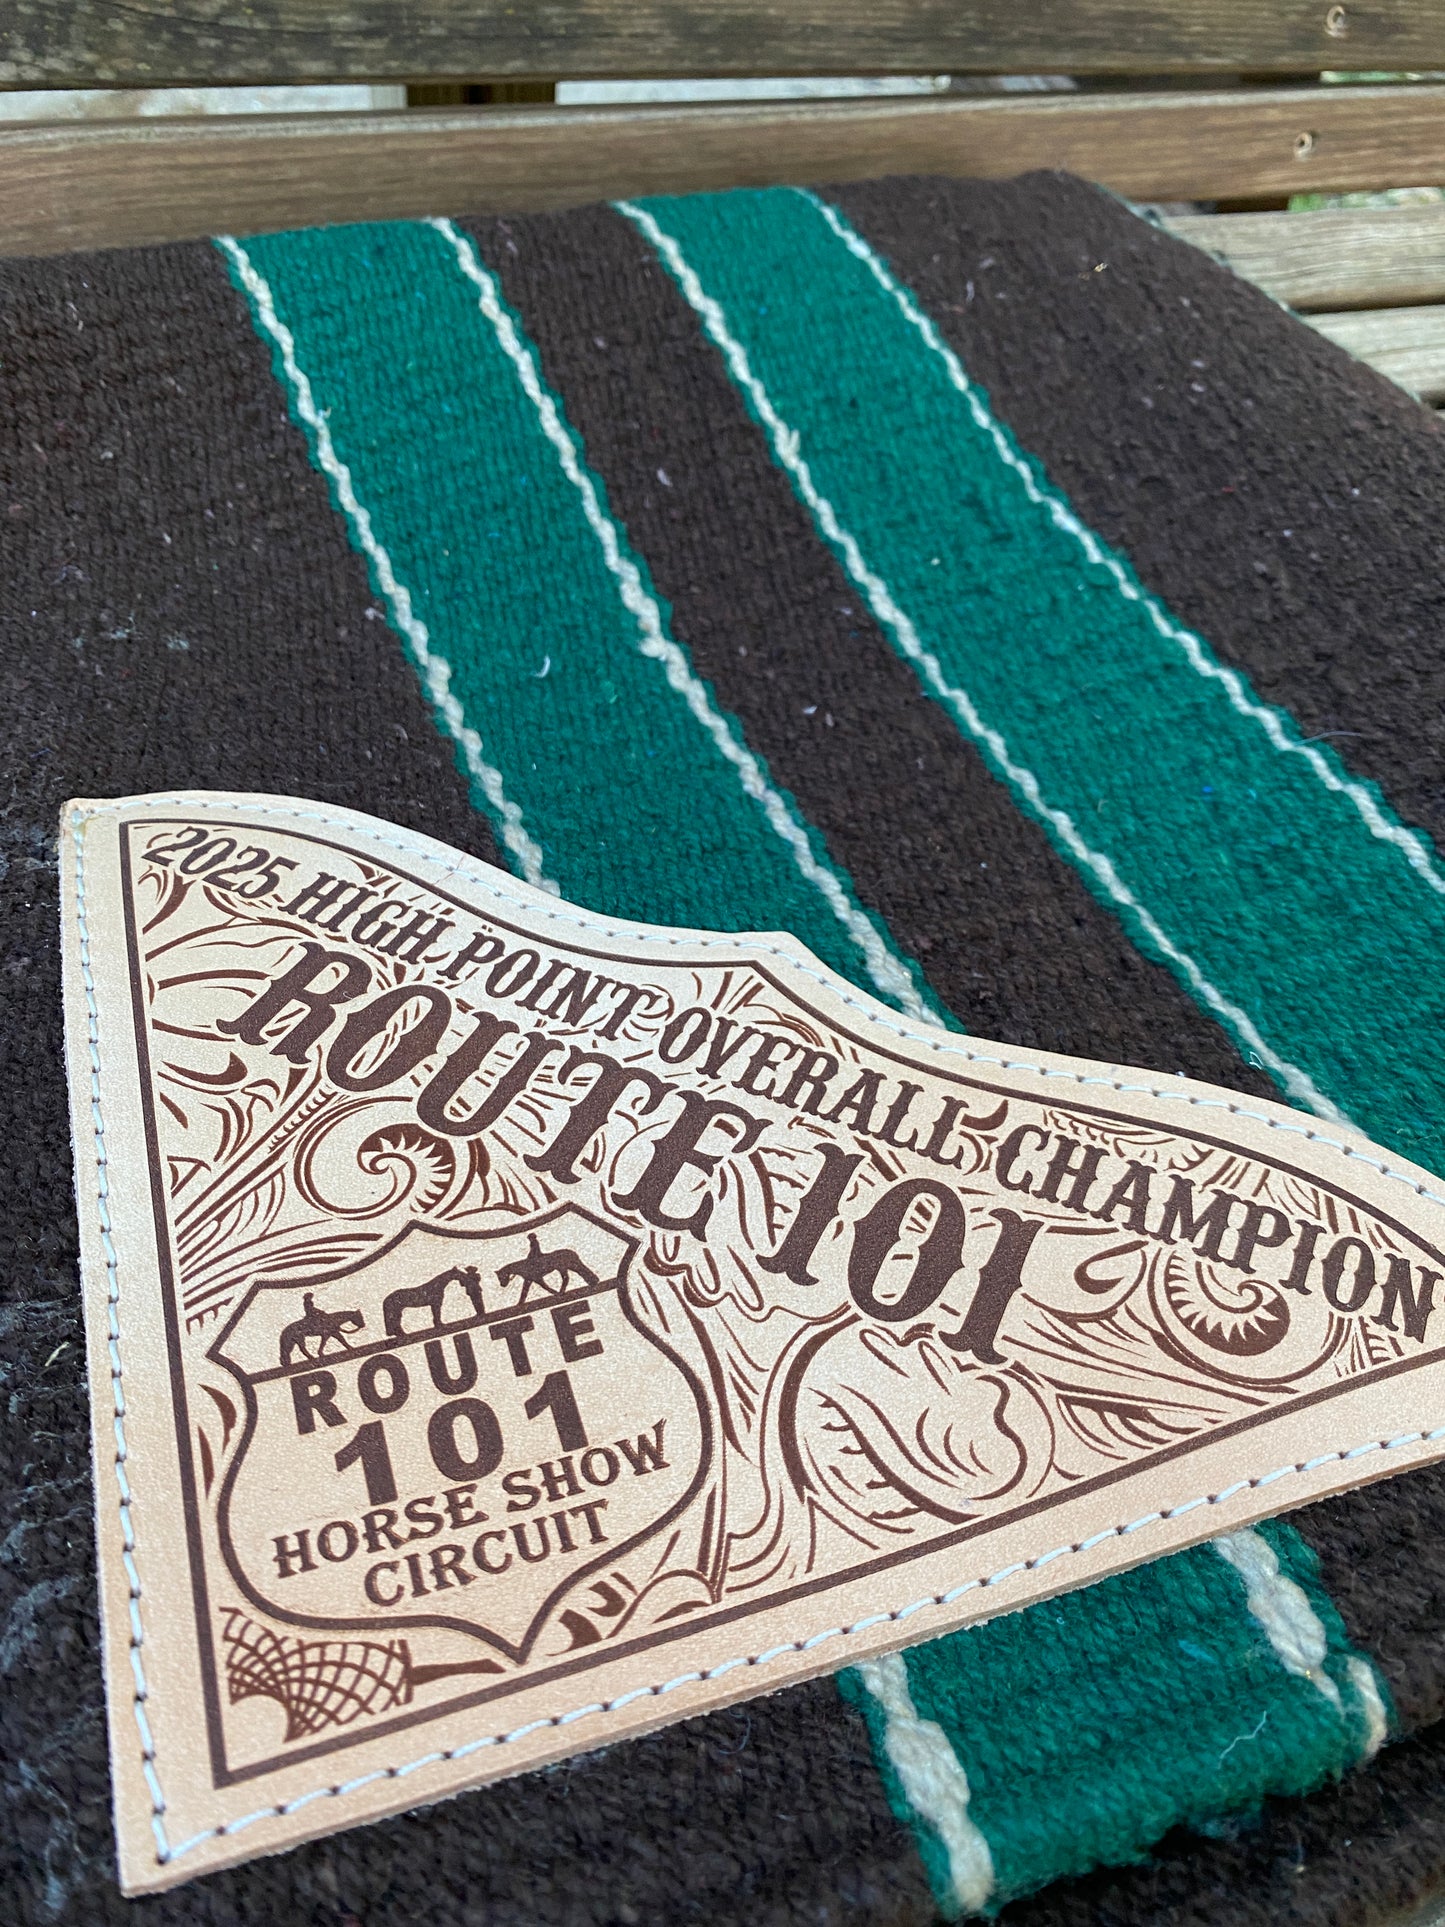 2025 HIGH POINT OVERALL CHAMPION
ROUTE 101
ROUTE
101
HORSE SHOW
CIRCUIT